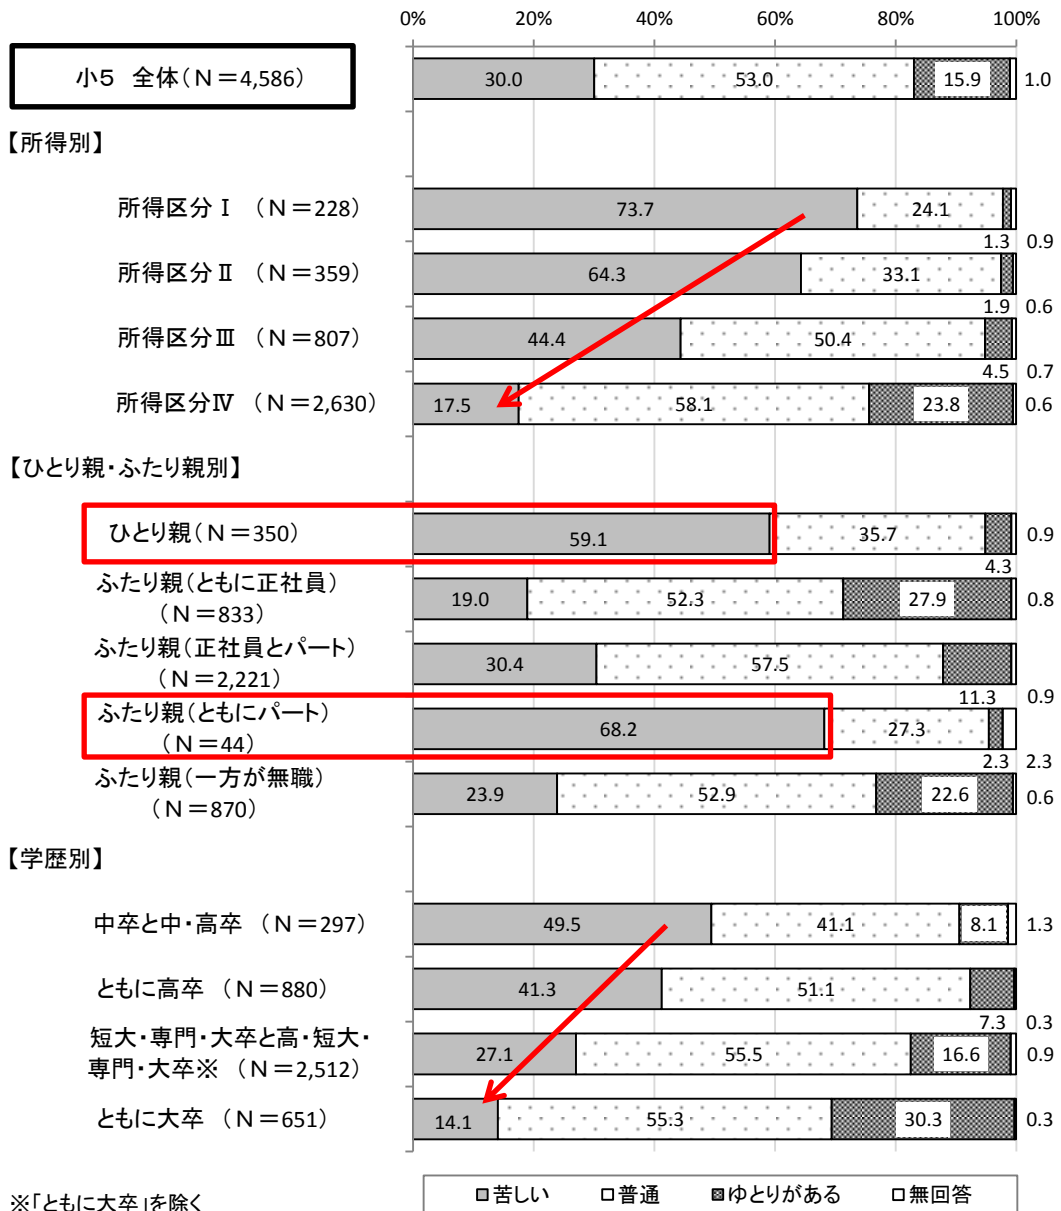 0% 20% 40% 60% 80% 100%
小5 全体(N=4,586) 30.0 53.0 15.9 1.0
【所得別】
所得区分Ⅰ (N=228) 73.7 24.1
1.3 0.9
所得区分Ⅱ (N=359) 64.3 33.1
1.9 0.6
所得区分Ⅲ (N=807) 44.4 50.4
4.5 0.7
所得区分Ⅳ (N=2,630) 17.5 58.1 23.8 0.6
【ひとり親・ふたり親別】
ひとり親(N=350) 59.1 35.7 0.9
4.3
ふたり親(ともに正社員)
(N=833) 19.0 52.3 27.9 0.8
ふたり親(正社員とパート)
(N=2,221) 30.4 57.5
11.3 0.9
ふたり親(ともにパート)
(N=44) 68.2 27.3
2.3 2.3
ふたり親(一方が無職)
(N=870) 23.9 52.9 22.6 0.6
【学歴別】
中卒と中・高卒 (N=297) 49.5 41.1 8.1 1.3
ともに高卒 (N=880) 41.3 51.1
7.3 0.3
短大・専門・大卒と高・短大・
専門・大卒※ (N=2,512) 27.1 55.5 16.6 0.9
ともに大卒 (N=651) 14.1 55.3 30.3 0.3
※「ともに大卒」を除く
苦しい 普通 ゆとりがある 無回答